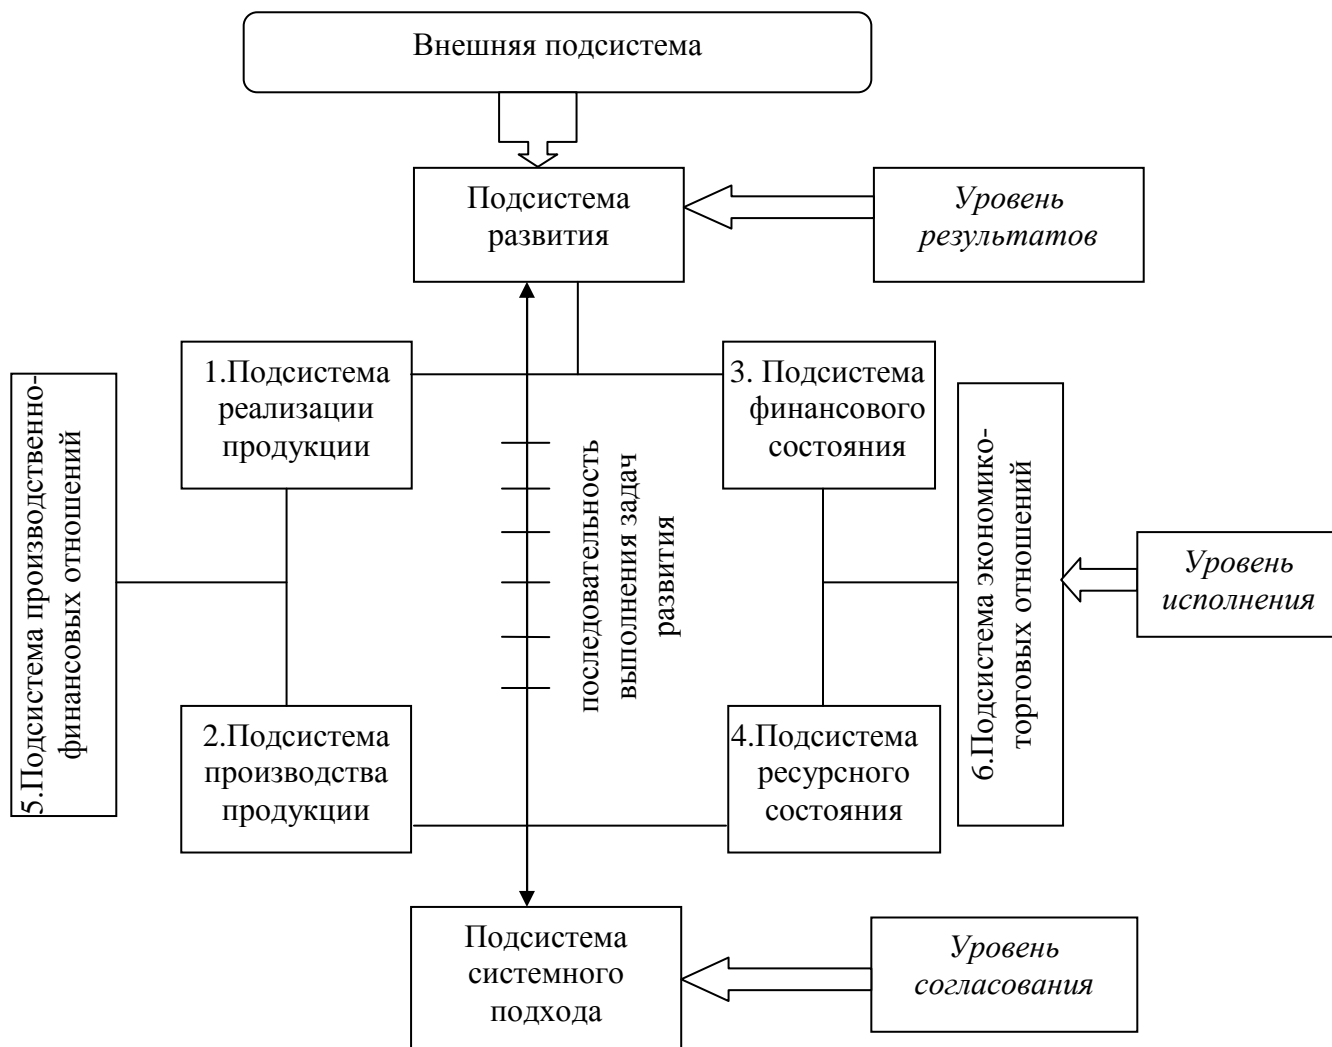 Внешняя подсистема
Подсистема
развития
Уровень
результатов
1.Подсистема
реализации
продукции
3. Подсистема
финансового
состояния
5.Подсистема производственно-
финансовых отношений
последовательность
выполнения задач
развития
6.Подсистема экономико-
торговых отношений
Уровень
исполнения
2.Подсистема
производства
продукции
4.Подсистема
ресурсного
состояния
Подсистема
системного
подхода
Уровень
согласования